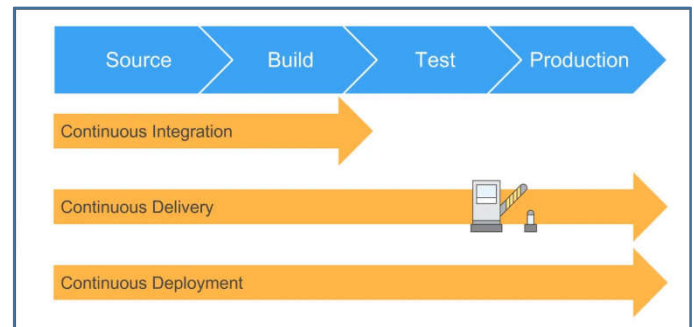 Source Build Test Production
Continuous Integration
Continuous Delivery
Continuous Deployment